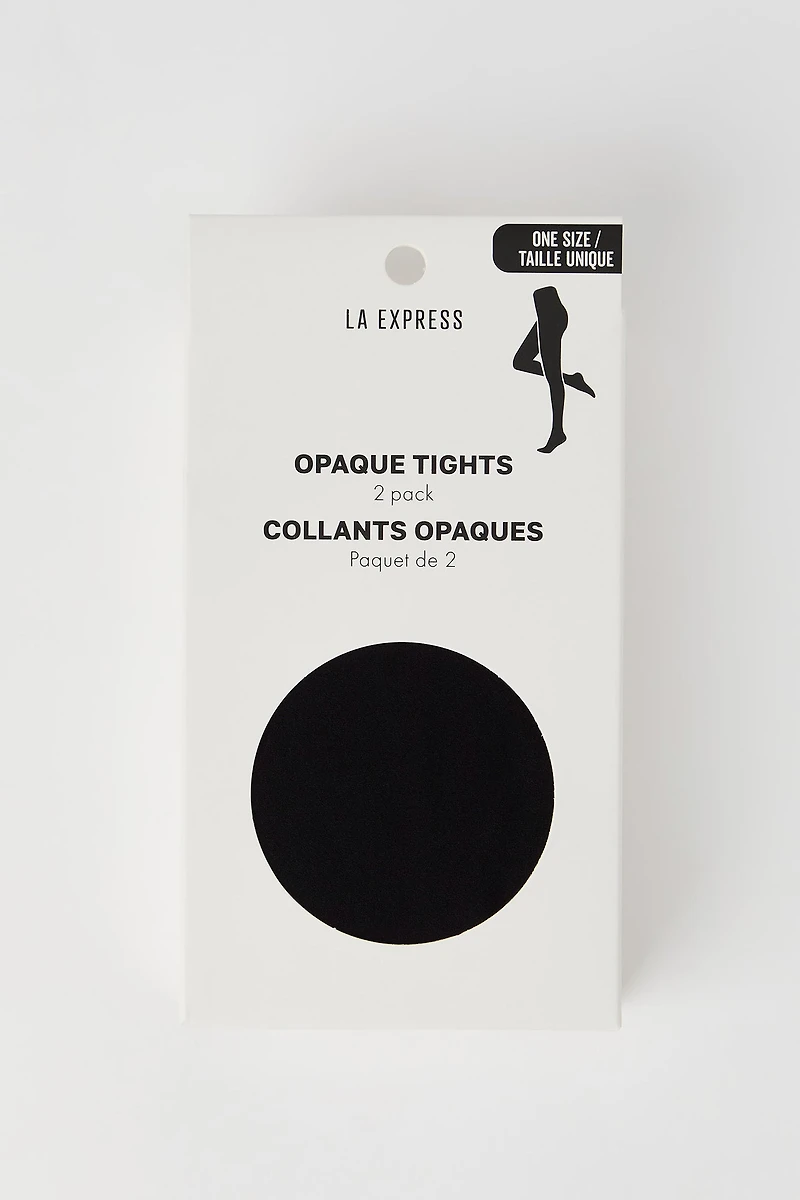 ONE SIZE /
TAILLE UNIQUE
LA EXPRESS
OPAQUE TIGHTS
2 pack
COLLANTS OPAQUES
Paquet de 2